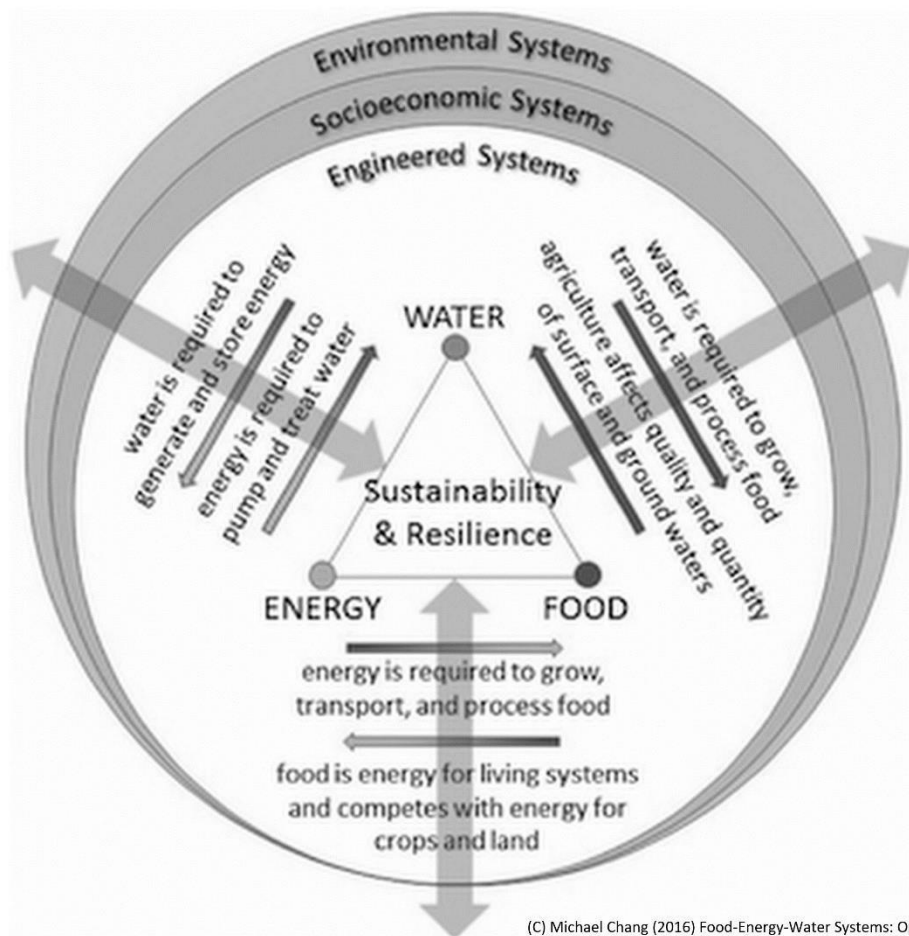 Environmental Systems
Socioeconomic Systems
Engineered Systems
water is required to
generate and store energy
energy is required to
pump and treat water
WATER
water is required to grow,
transport, and process food
agriculture affects quality and quantity
of surface and ground waters
Sustainability
& Resilience
ENERGY
FOOD
energy is required to grow,
transport, and process food
food is energy for living systems
and competes with energy for
crops and land
(C) Michael Chang (2016) Food-Energy-Water Systems: O